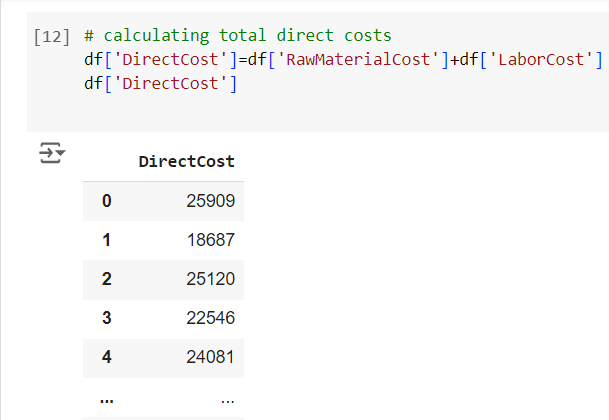 [12] # calculating total direct costs
df['DirectCost']=df['RawMaterialCost']+df['LaborCost']
df['DirectCost']
DirectCost
0 25909
1 18687
2 25120
3 22546
4 24081
... ...